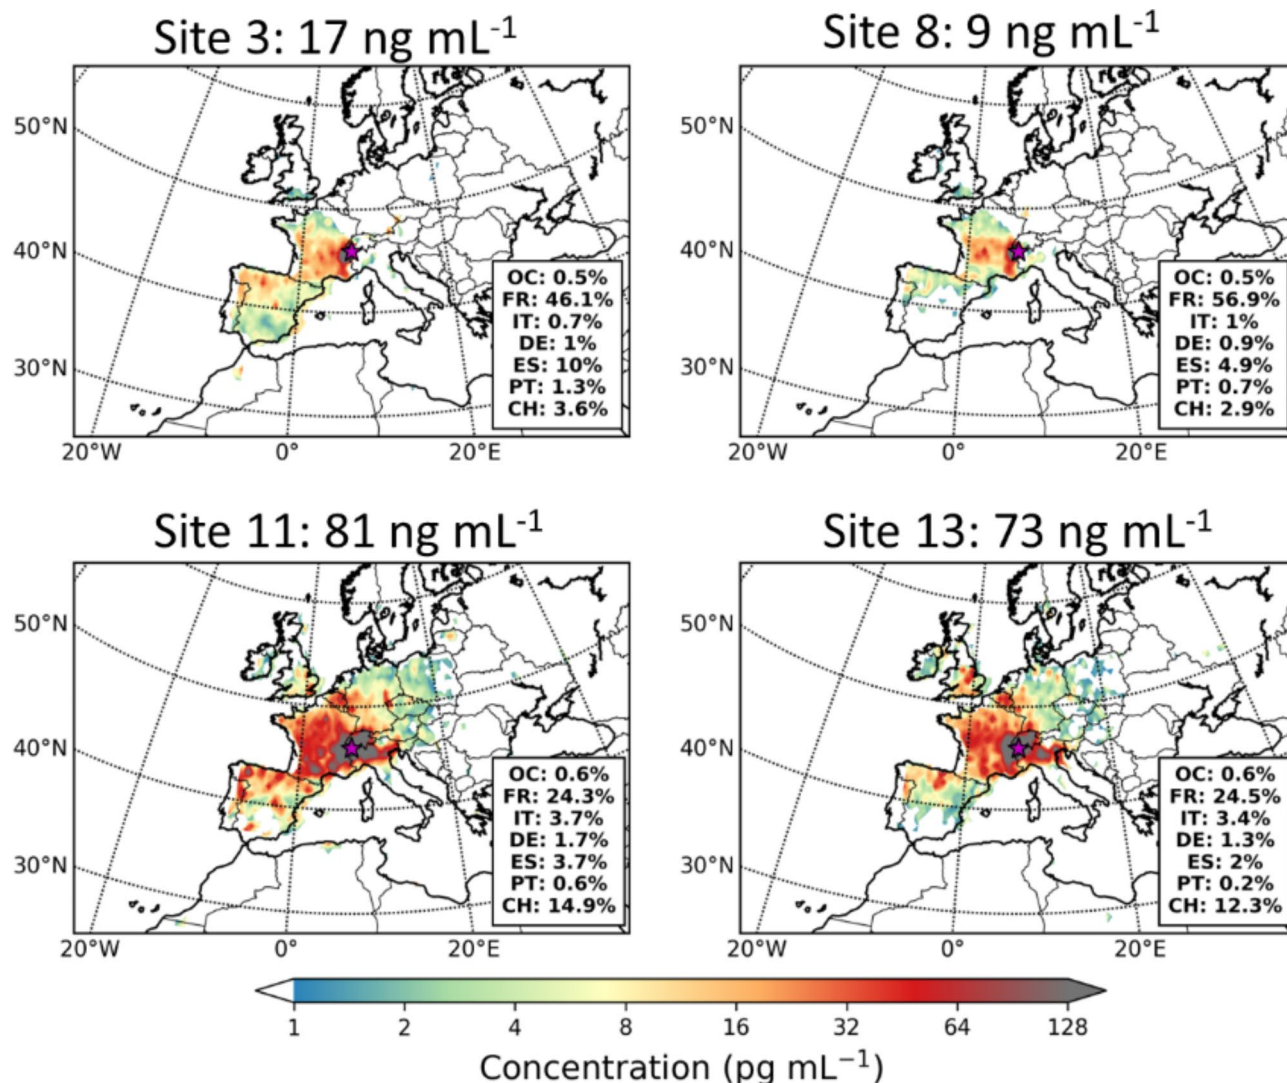 Site 3: 17 ng mL⁻¹
Site 8: 9 ng mL⁻¹
50°N
40°N
30°N
20°W
0°
20°E
OC: 0.5%
FR: 46.1%
IT: 0.7%
DE: 1%
ES: 10%
PT: 1.3%
CH: 3.6%
50°N
40°N
30°N
20°W
0°
20°E
OC: 0.5%
FR: 56.9%
IT: 1%
DE: 0.9%
ES: 4.9%
PT: 0.7%
CH: 2.9%
Site 11: 81 ng mL⁻¹
Site 13: 73 ng mL⁻¹
50°N
40°N
30°N
20°W
0°
20°E
OC: 0.6%
FR: 24.3%
IT: 3.7%
DE: 1.7%
ES: 3.7%
PT: 0.6%
CH: 14.9%
50°N
40°N
30°N
20°W
0°
20°E
OC: 0.6%
FR: 24.5%
IT: 3.4%
DE: 1.3%
ES: 2%
PT: 0.2%
CH: 12.3%
1 2 4 8 16 32 64 128
Concentration (pg mL⁻¹)